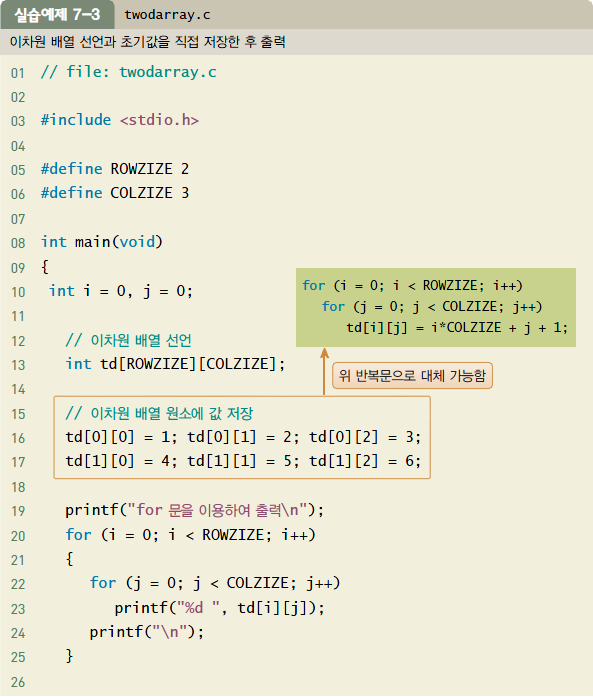 실습예제 7-3 twodarray.c
이차원 배열 선언과 초기값을 직접 저장한 후 출력
01 // file: twodarray.c
02
03 #include <stdio.h>
04
05 #define ROWZIZE 2
06 #define COLZIZE 3
07
08 int main(void)
09 {
10 int i = 0, j = 0;
11
12 // 이차원 배열 선언
13 int td[ROWZIZE][COLZIZE];
14
15 // 이차원 배열 원소에 값 저장
16 td[0][0] = 1; td[0][1] = 2; td[0][2] = 3;
17 td[1][0] = 4; td[1][1] = 5; td[1][2] = 6;
18
19 printf("for 문을 이용하여 출력\n");
20 for (i = 0; i < ROWZIZE; i++)
21 {
22 for (j = 0; j < COLZIZE; j++)
23 printf("%d ", td[i][j]);
24 printf("\n");
25 }
26
for (i = 0; i < ROWZIZE; i++)
for (j = 0; j < COLZIZE; j++)
td[i][j] = i*COLZIZE + j + 1;
위 반복문으로 대체 가능함